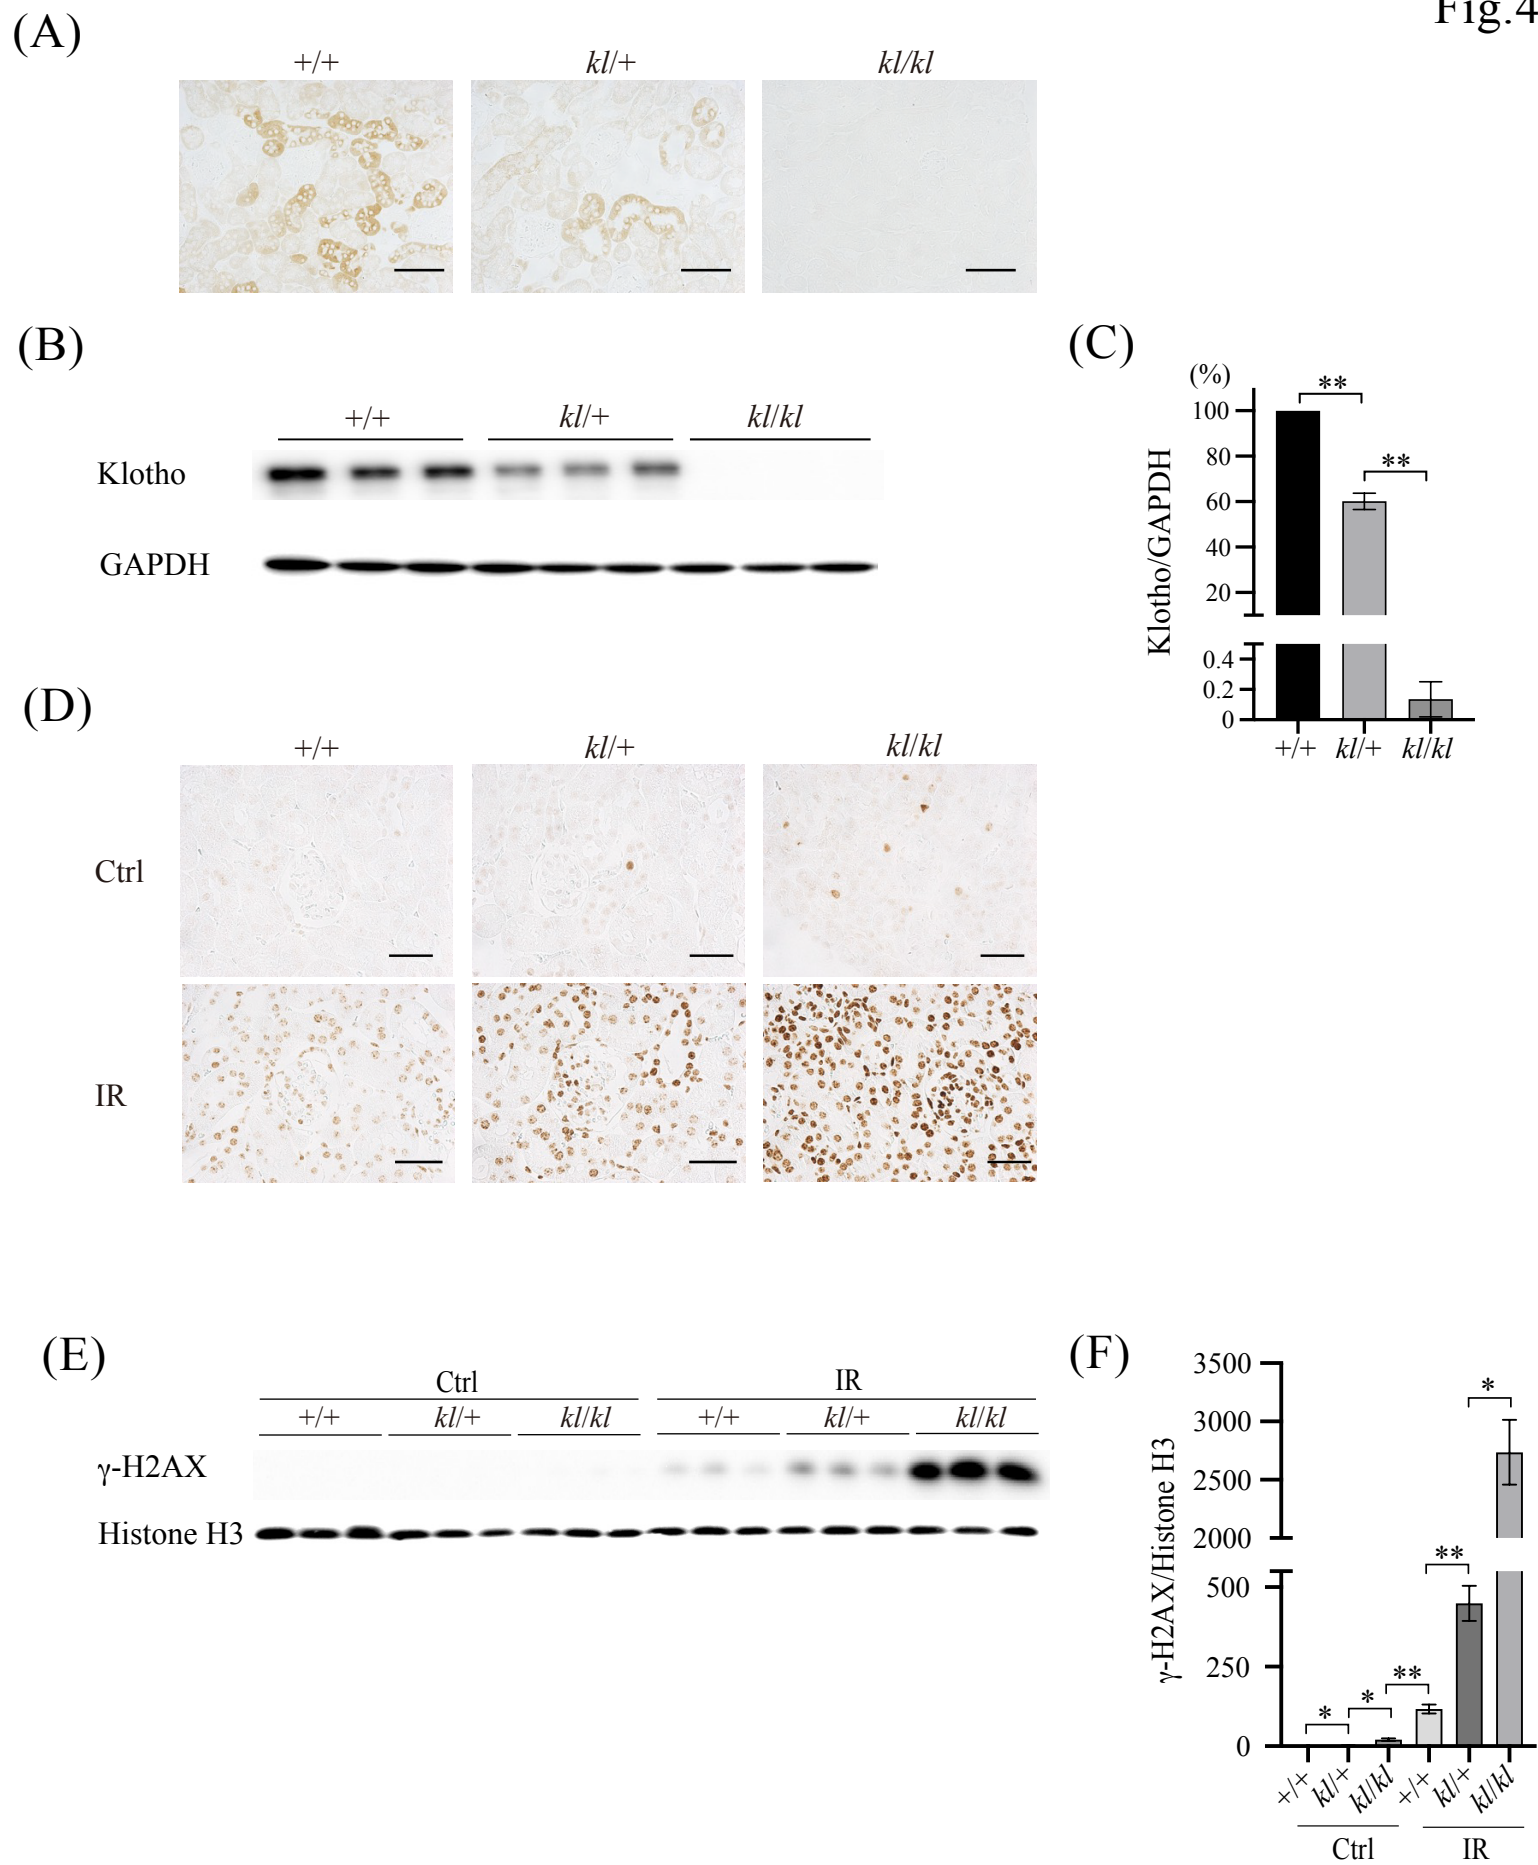 Fig.4
(A)
+/+ kl/+ kl/kl
(B)
+/+ kl/+ kl/kl
Klotho
GAPDH
(C)
(%)
100
80
60
40
20
0.4
0.2
0
Klotho/GAPDH
** **
+/+ kl/+ kl/kl
(D)
+/+ kl/+ kl/kl
Ctrl
IR
(E)
Ctrl IR
+/+ kl/+ kl/kl +/+ kl/+ kl/kl
γ-H2AX
Histone H3
(F)
3500
3000
2500
2000
500
250
0
γ-H2AX/Histone H3
* * ** ** *
+/+ kl/+ kl/kl +/+ kl/+ kl/kl
Ctrl IR